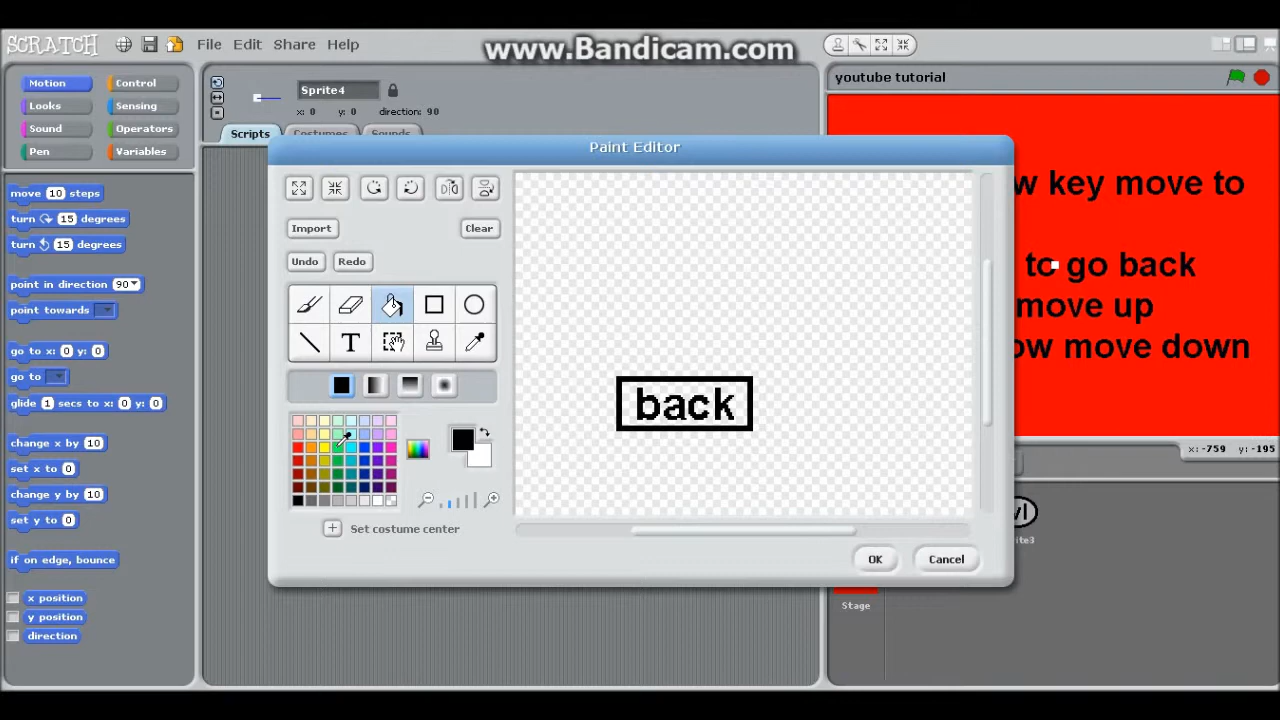 www.Bandicam.com
SCRATCH File Edit Share Help
Motion Control
Looks Sensing
Sound Operators
Pen Variables
Sprite4
x: 0 y: 0 direction: 90
Scripts Costumes Sounds
youtube tutorial
move 10 steps
turn 15 degrees
turn 15 degrees
point in direction 90
point towards
go to x: 0 y: 0
go to
glide 1 secs to x: 0 y: 0
change x by 10
set x to 0
change y by 10
set y to 0
if on edge, bounce
x position
y position
direction
Paint Editor
Import Clear
Undo Redo
T
back
Set costume center
OK Cancel
key move to
to go back
move up
move down
x: -759 y: -195
Stage